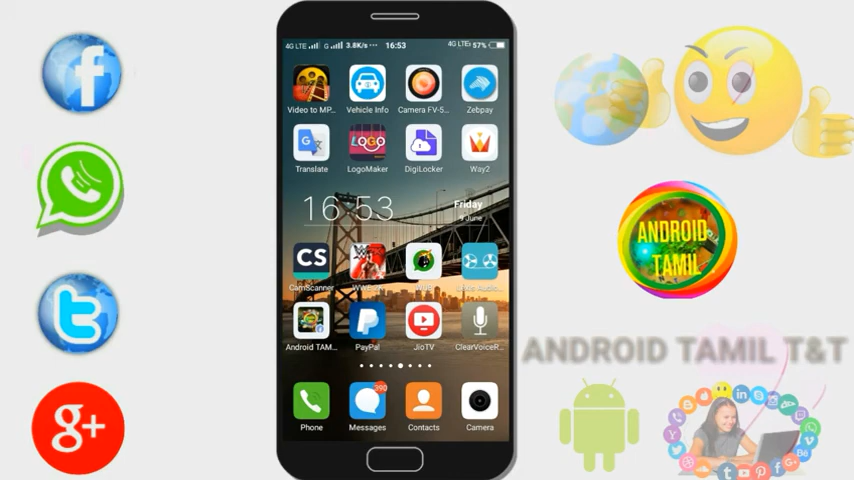 4G LTE G 3.8K/s ··· 16:53 4G LTE 57%
Video to MP... Vehicle Info Camera FV-5... Zebpay
LOGO
Translate LogoMaker DigiLocker Way2
16 53
Friday
CS
CamScanner
Android TAM... PayPal JioTV ClearVoiceR...
390
Phone Messages Contacts Camera
f
t
g+
ANDROID
TAMIL
ANDROID TAMIL T&T